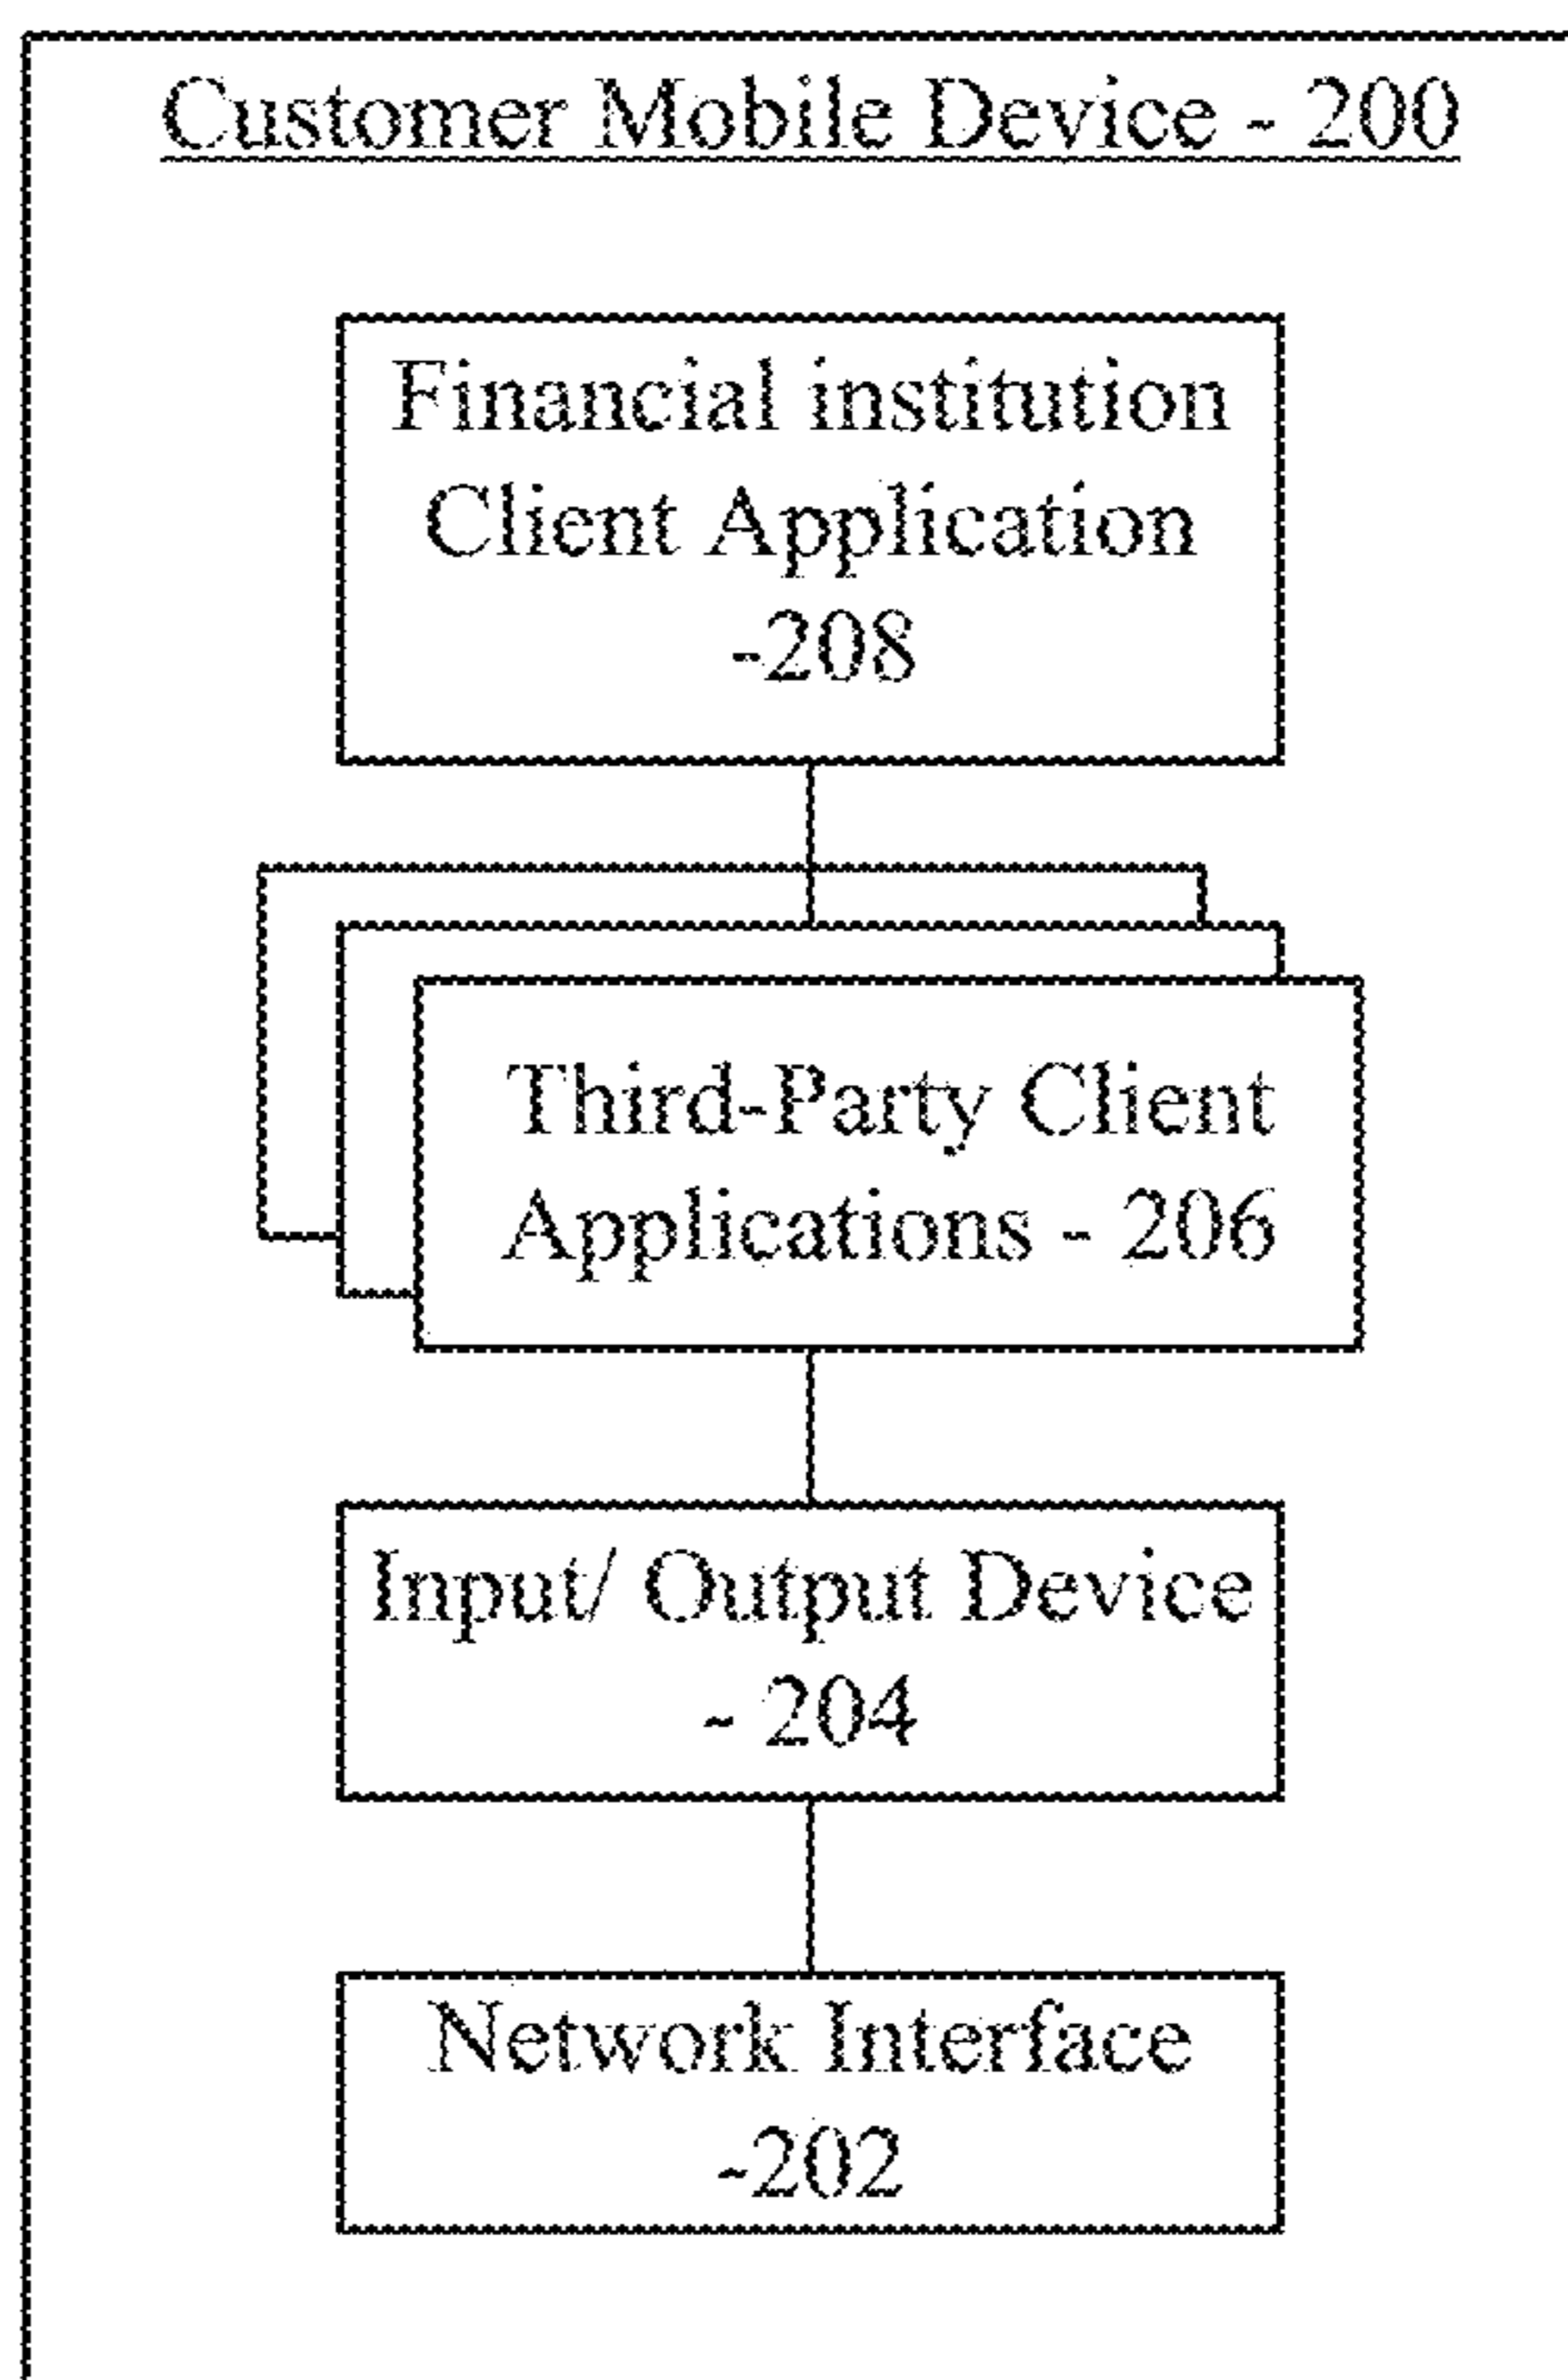 Customer Mobile Device - 200
Financial institution
Client Application
-208
Third-Party Client
Applications - 206
Input/ Output Device
- 204
Network Interface
-202